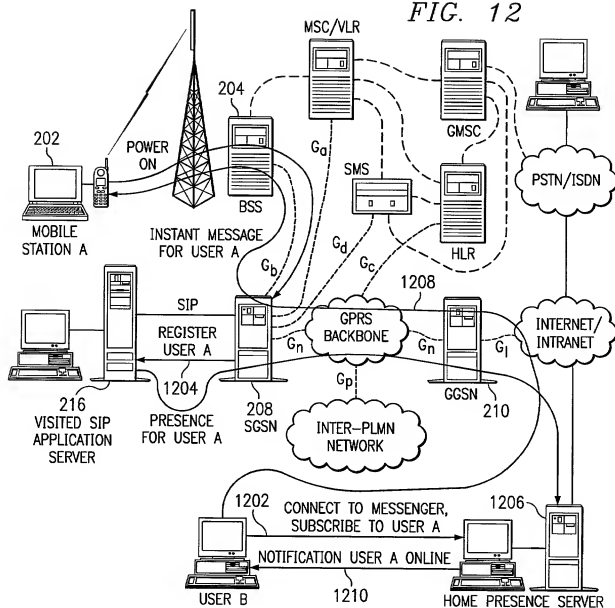 FIG. 12
MSC/VLR
204
GMSC
202
POWER
ON
Ga
SMS
PSTN/ISDN
BSS
HLR
MOBILE
STATION A
INSTANT MESSAGE
FOR USER A
Gb
Gd
Gc
1208
SIP
REGISTER
USER A
1204
Gn
GPRS
BACKBONE
Gn
GI
INTERNET/
INTRANET
216
VISITED SIP
APPLICATION
SERVER
PRESENCE
FOR USER A
208
SGSN
Gp
GGSN
210
INTER-PLMN
NETWORK
1202
CONNECT TO MESSENGER,
SUBSCRIBE TO USER A
1206
NOTIFICATION USER A ONLINE
1210
USER B
HOME PRESENCE SERVER